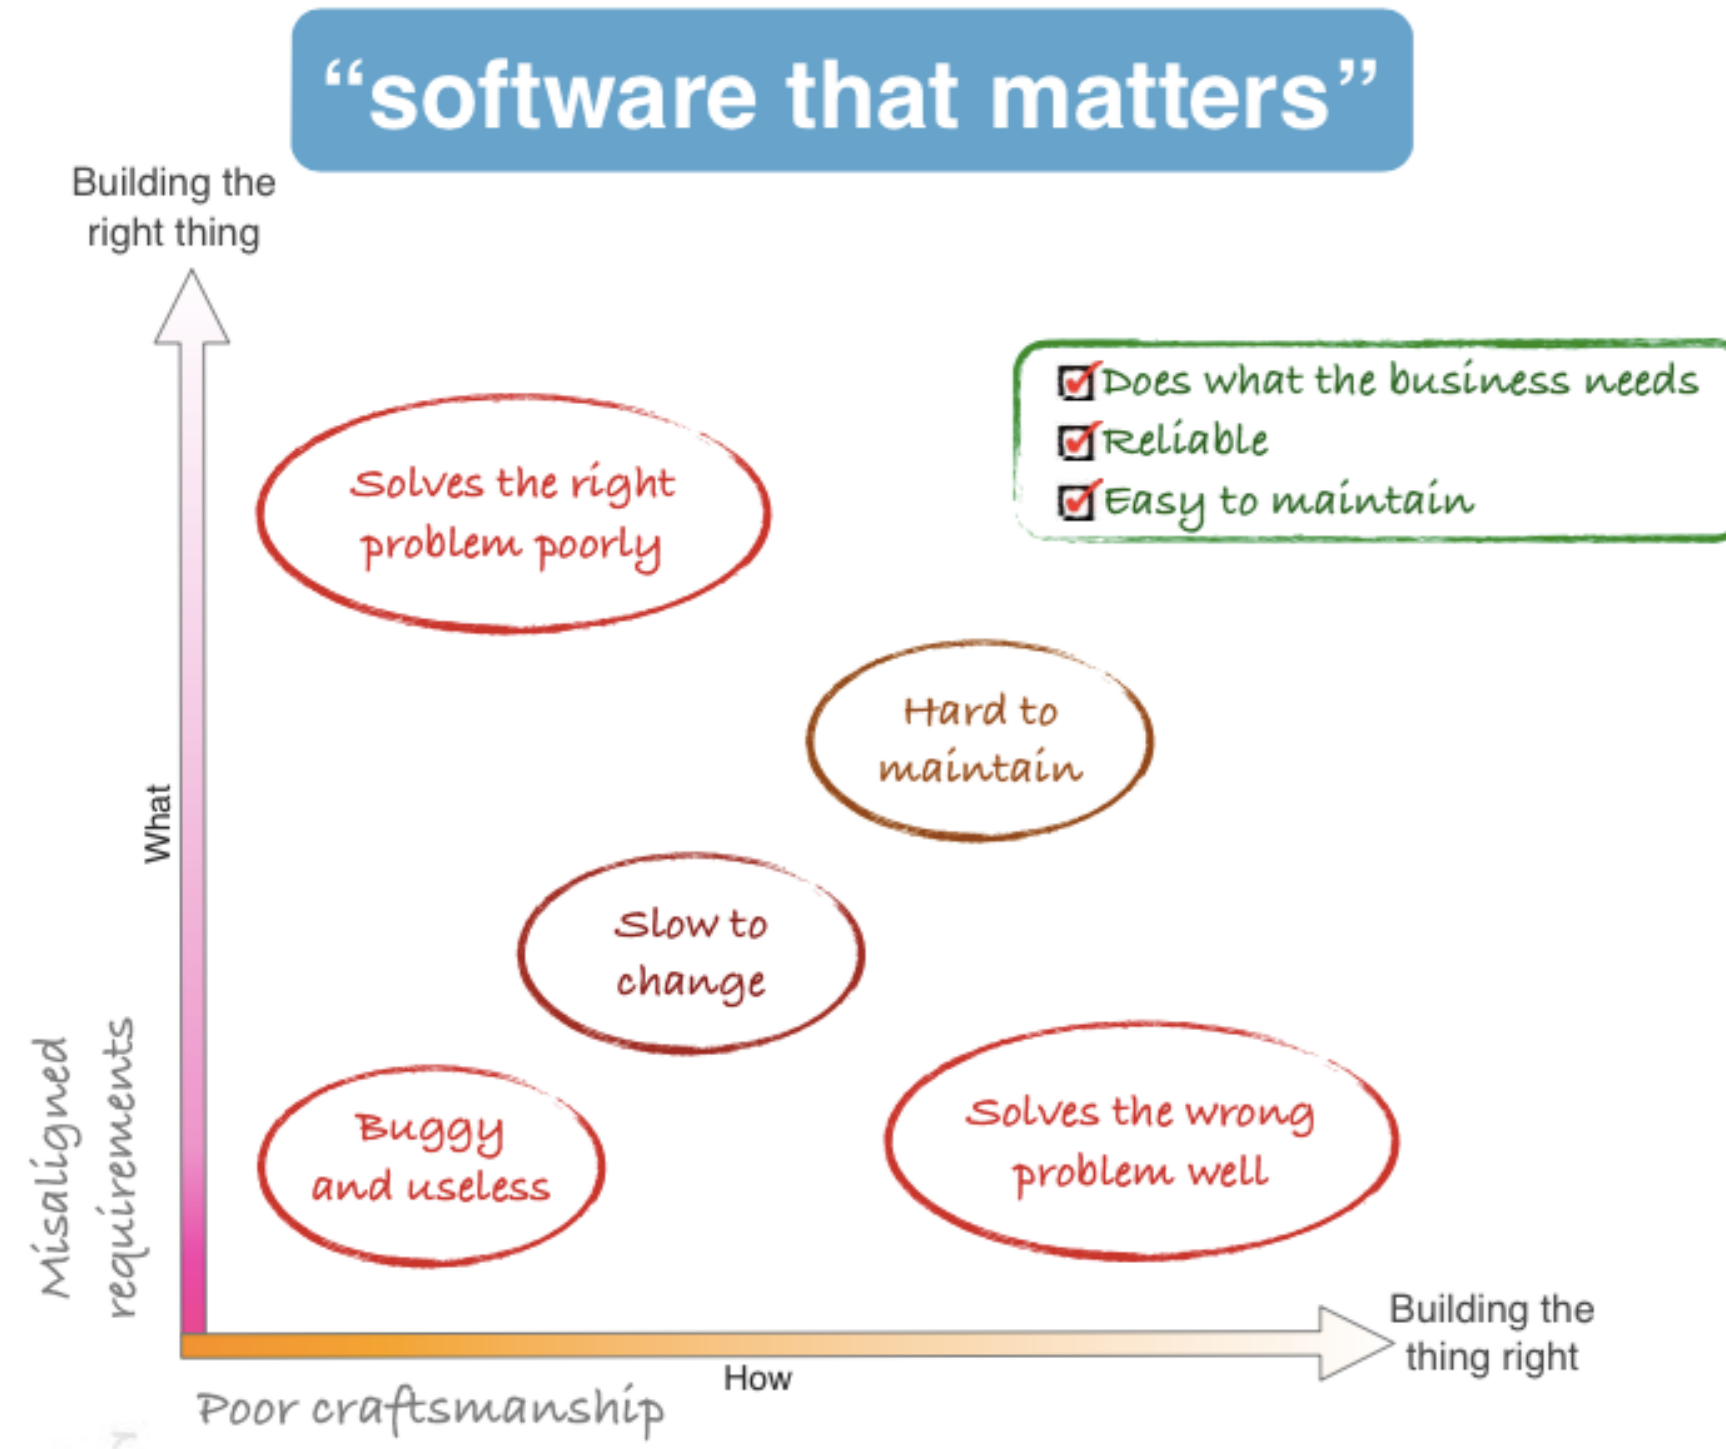 “software that matters”
Building the
right thing
Does what the business needs
Reliable
Easy to maintain
Solves the right
problem poorly
Hard to
maintain
What
Slow to
change
Misaligned
requirements
Buggy
and useless
Solves the wrong
problem well
Building the
thing right
How
Poor craftsmanship